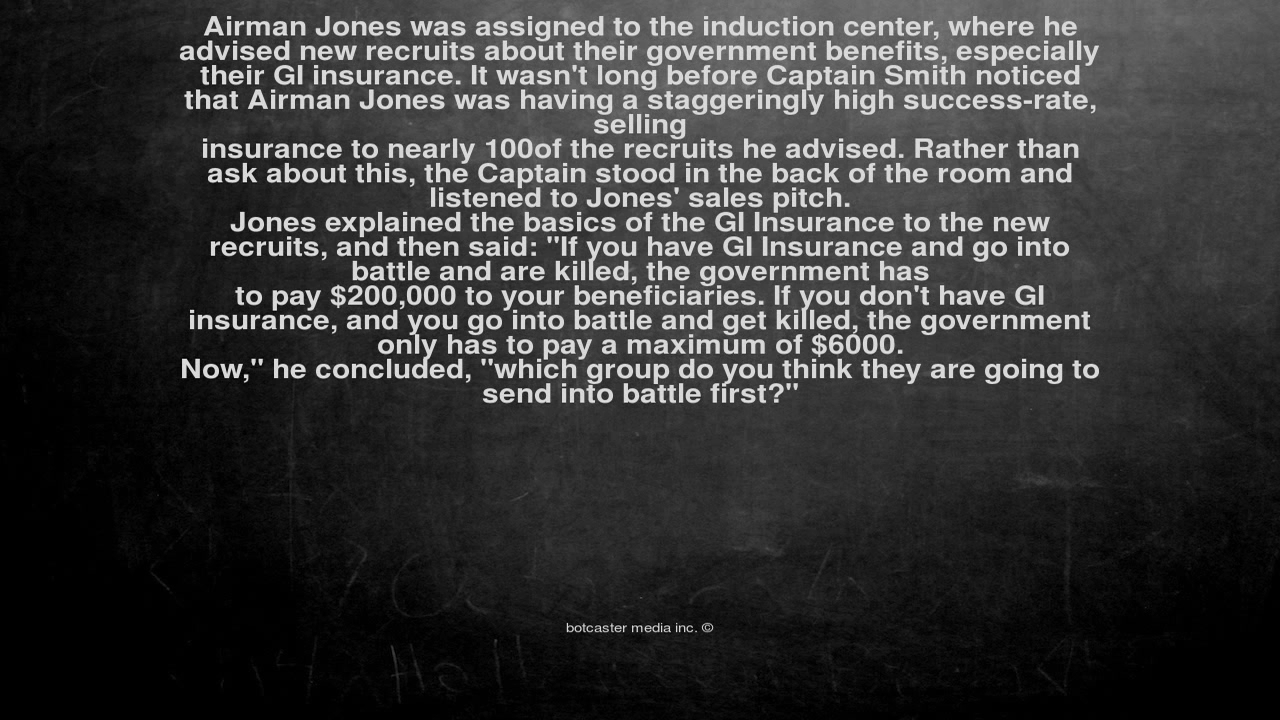 Airman Jones was assigned to the induction center, where he
advised new recruits about their government benefits, especially
their GI insurance. It wasn't long before Captain Smith noticed
that Airman Jones was having a staggeringly high success-rate,
selling
insurance to nearly 100of the recruits he advised. Rather than
ask about this, the Captain stood in the back of the room and
listened to Jones' sales pitch.
Jones explained the basics of the GI Insurance to the new
recruits, and then said: "If you have GI Insurance and go into
battle and are killed, the government has
to pay $200,000 to your beneficiaries. If you don't have GI
insurance, and you go into battle and get killed, the government
only has to pay a maximum of $6000.
Now," he concluded, "which group do you think they are going to
send into battle first?"
botcaster media inc. ©